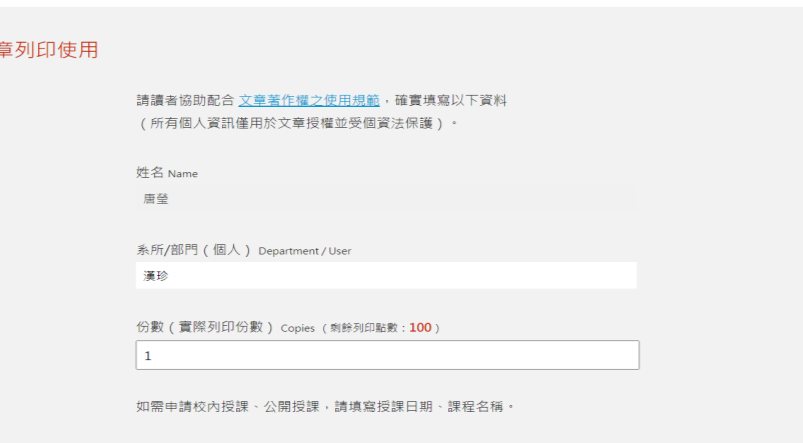 章列印使用
請讀者協助配合 文章著作權之使用規範，確實填寫以下資料
（所有個人資訊僅用於文章授權並受個資法保護）。
姓名 Name
唐瑩
系所/部門（個人） Department / User
漢珍
份數（實際列印份數） Copies （剩餘列印點數：100）
1
如需申請校內授課、公開授課，請填寫授課日期、課程名稱。